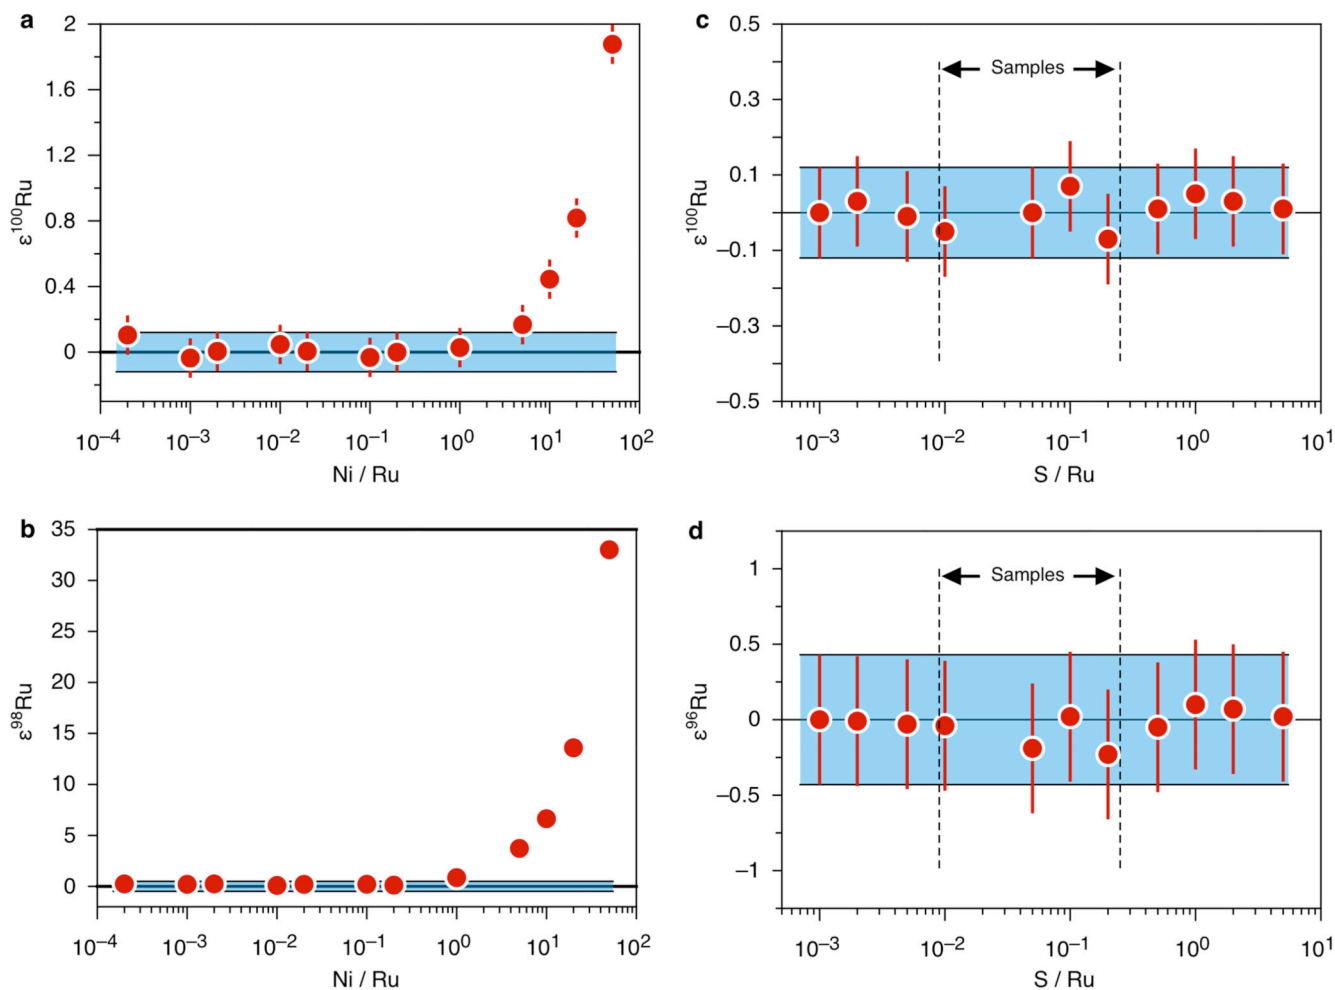 a
2
1.6
1.2
0.8
0.4
0
ε¹⁰⁰Ru
10⁻⁴ 10⁻³ 10⁻² 10⁻¹ 10⁰ 10¹ 10²
Ni / Ru
c
0.5
0.3
0.1
–0.1
–0.3
–0.5
ε¹⁰⁰Ru
Samples
10⁻³ 10⁻² 10⁻¹ 10⁰ 10¹
S / Ru
b
35
30
25
20
15
10
5
0
ε⁹⁸Ru
10⁻⁴ 10⁻³ 10⁻² 10⁻¹ 10⁰ 10¹ 10²
Ni / Ru
d
1
0.5
0
–0.5
–1
ε⁹⁶Ru
Samples
10⁻³ 10⁻² 10⁻¹ 10⁰ 10¹
S / Ru